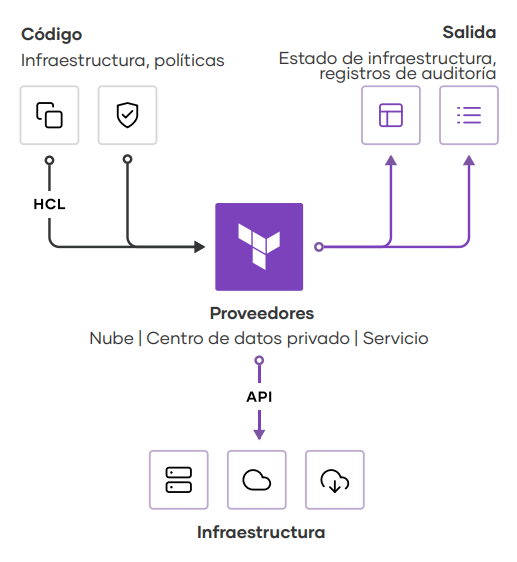 Código
Infraestructura, políticas
Salida
Estado de infraestructura,
registros de auditoría
HCL
Proveedores
Nube | Centro de datos privado | Servicio
API
Infraestructura